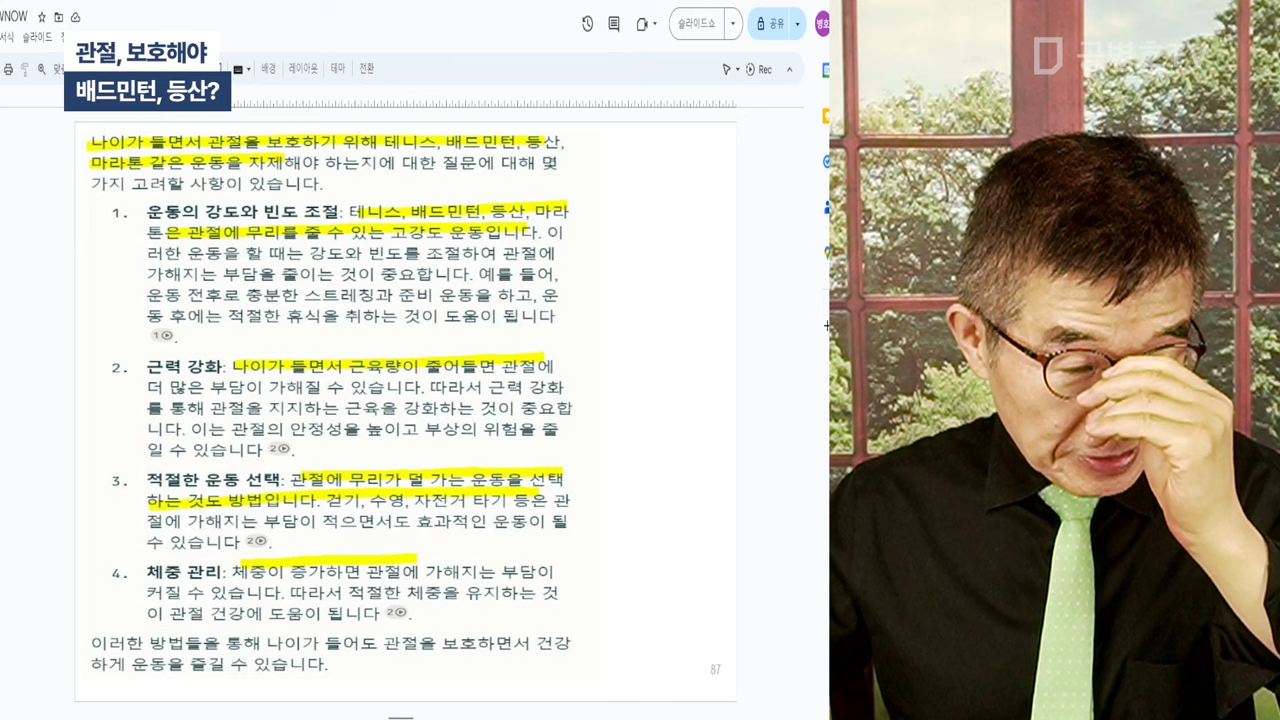 WNOW
서식 슬라이드
슬라이드쇼
공유
병호
관절, 보호해야
배드민턴, 등산?
배경 레이아웃 테마 전환
Rec
공병호TV
나이가 들면서 관절을 보호하기 위해 테니스, 배드민턴, 등산,
마라톤 같은 운동을 자제해야 하는지에 대한 질문에 대해 몇
가지 고려할 사항이 있습니다.
1. 운동의 강도와 빈도 조절: 테니스, 배드민턴, 등산, 마라
톤은 관절에 무리를 줄 수 있는 고강도 운동입니다. 이
러한 운동을 할 때는 강도와 빈도를 조절하여 관절에
가해지는 부담을 줄이는 것이 중요합니다. 예를 들어,
운동 전후로 충분한 스트레칭과 준비 운동을 하고, 운
동 후에는 적절한 휴식을 취하는 것이 도움이 됩니다
1.
2. 근력 강화: 나이가 들면서 근육량이 줄어들면 관절에
더 많은 부담이 가해질 수 있습니다. 따라서 근력 강화
를 통해 관절을 지지하는 근육을 강화하는 것이 중요합
니다. 이는 관절의 안정성을 높이고 부상의 위험을 줄
일 수 있습니다 2.
3. 적절한 운동 선택: 관절에 무리가 덜 가는 운동을 선택
하는 것도 방법입니다. 걷기, 수영, 자전거 타기 등은 관
절에 가해지는 부담이 적으면서도 효과적인 운동이 될
수 있습니다 2.
4. 체중 관리: 체중이 증가하면 관절에 가해지는 부담이
커질 수 있습니다. 따라서 적절한 체중을 유지하는 것
이 관절 건강에 도움이 됩니다 2.
이러한 방법들을 통해 나이가 들어도 관절을 보호하면서 건강
하게 운동을 즐길 수 있습니다.
87